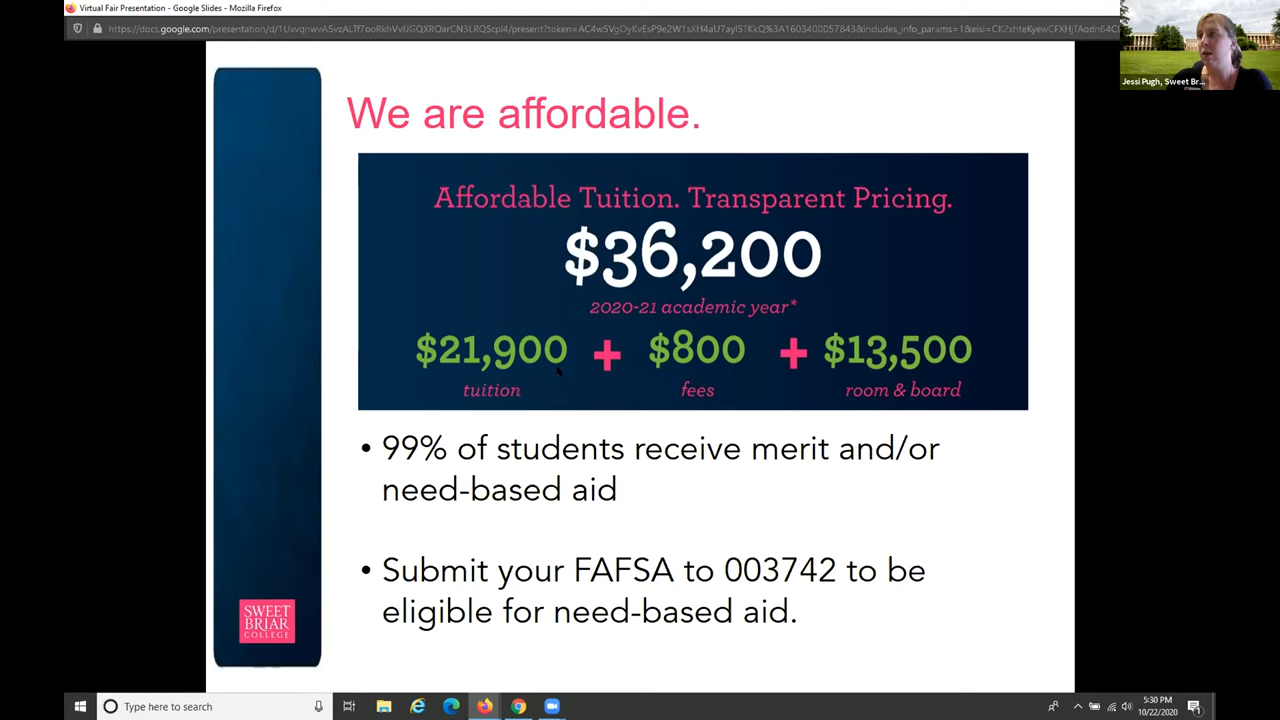 Virtual Fair Presentation - Google Slides - Mozilla Firefox
Jessi Pugh, Sweet Br...
We are affordable.
Affordable Tuition. Transparent Pricing.
$36,200
2020-21 academic year*
$21,900 + $800 + $13,500
tuition fees room & board
• 99% of students receive merit and/or
need-based aid
• Submit your FAFSA to 003742 to be
eligible for need-based aid.
SWEET
BRIAR
COLLEGE
Type here to search
5:30 PM
10/22/2020